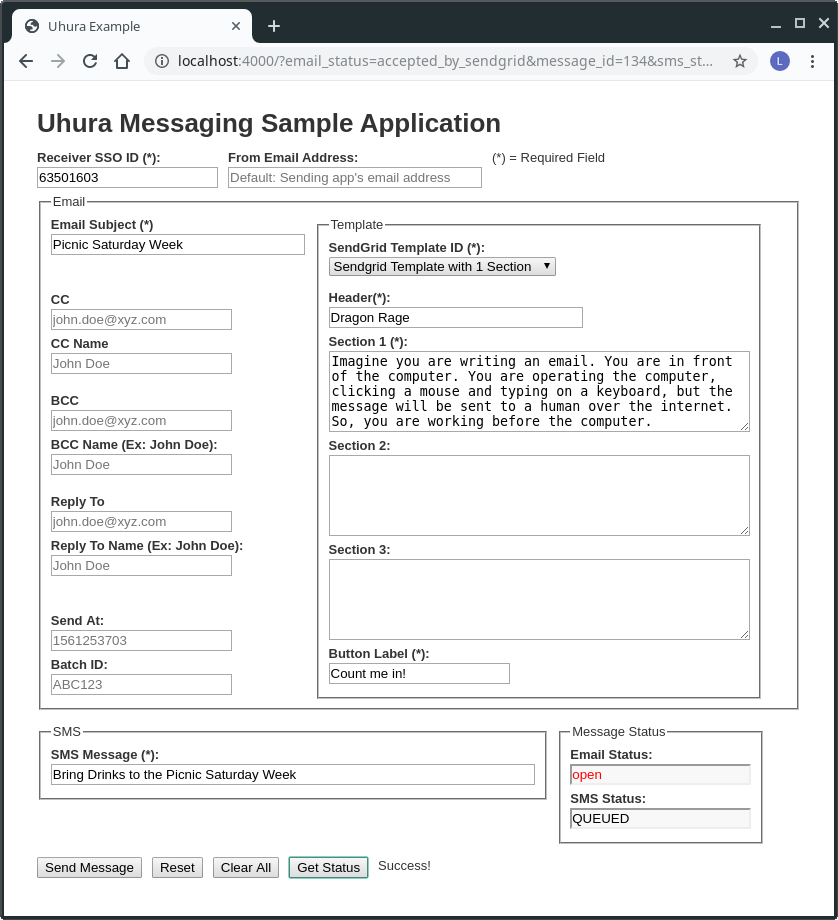 Uhura Example
localhost:4000/?email_status=accepted_by_sendgrid&message_id=134&sms_st...
L
Uhura Messaging Sample Application
Receiver SSO ID (*): From Email Address: (*) = Required Field
63501603 Default: Sending app's email address
Email
Email Subject (*)
Picnic Saturday Week
CC
john.doe@xyz.com
CC Name
John Doe
BCC
john.doe@xyz.com
BCC Name (Ex: John Doe):
John Doe
Reply To
john.doe@xyz.com
Reply To Name (Ex: John Doe):
John Doe
Send At:
1561253703
Batch ID:
ABC123
Template
SendGrid Template ID (*):
Sendgrid Template with 1 Section
Header(*):
Dragon Rage
Section 1 (*):
Imagine you are writing an email. You are in front
of the computer. You are operating the computer,
clicking a mouse and typing on a keyboard, but the
message will be sent to a human over the internet.
So, you are working before the computer.
Section 2:
Section 3:
Button Label (*):
Count me in!
SMS
SMS Message (*):
Bring Drinks to the Picnic Saturday Week
Message Status
Email Status:
open
SMS Status:
QUEUED
Send Message Reset Clear All Get Status Success!